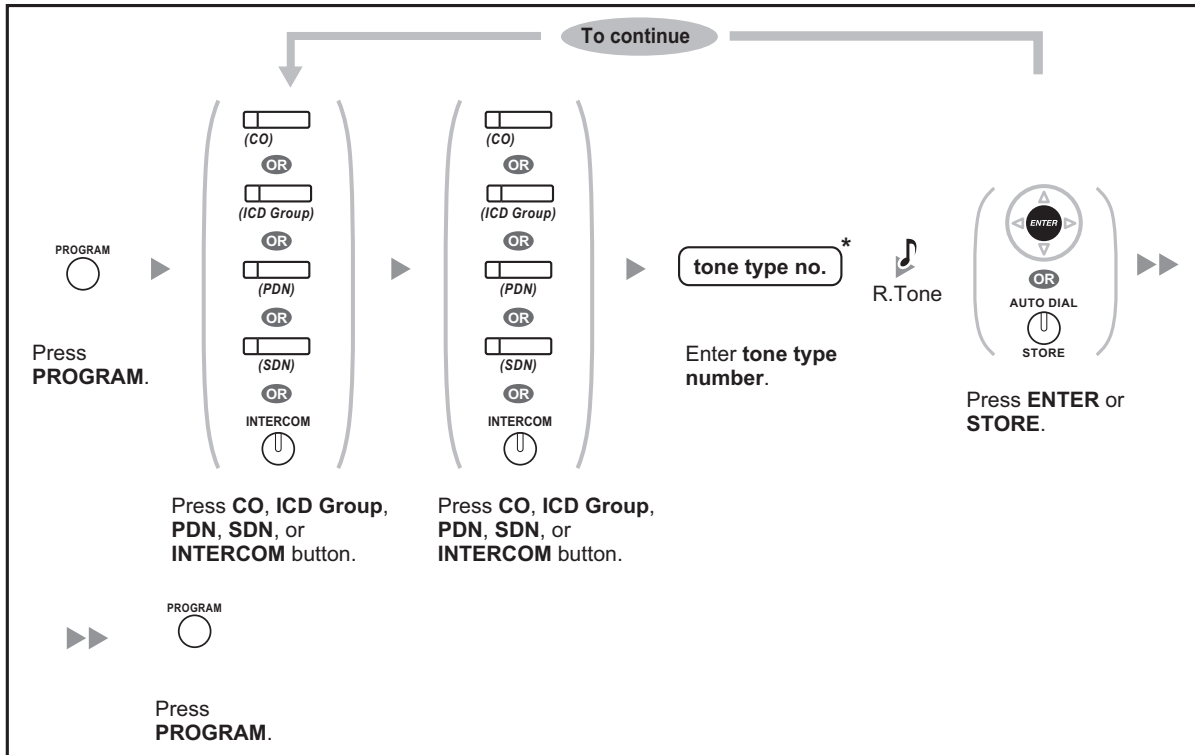 To continue
(CO)
OR
(ICD Group)
OR
(PDN)
OR
(SDN)
OR
INTERCOM
(CO)
OR
(ICD Group)
OR
(PDN)
OR
(SDN)
OR
INTERCOM
PROGRAM
Press
PROGRAM.
Press CO, ICD Group,
PDN, SDN, or
INTERCOM button.
Press CO, ICD Group,
PDN, SDN, or
INTERCOM button.
tone type no.*
Enter tone type
number.
R.Tone
ENTER
OR
AUTO DIAL
STORE
Press ENTER or
STORE.
PROGRAM
Press
PROGRAM.